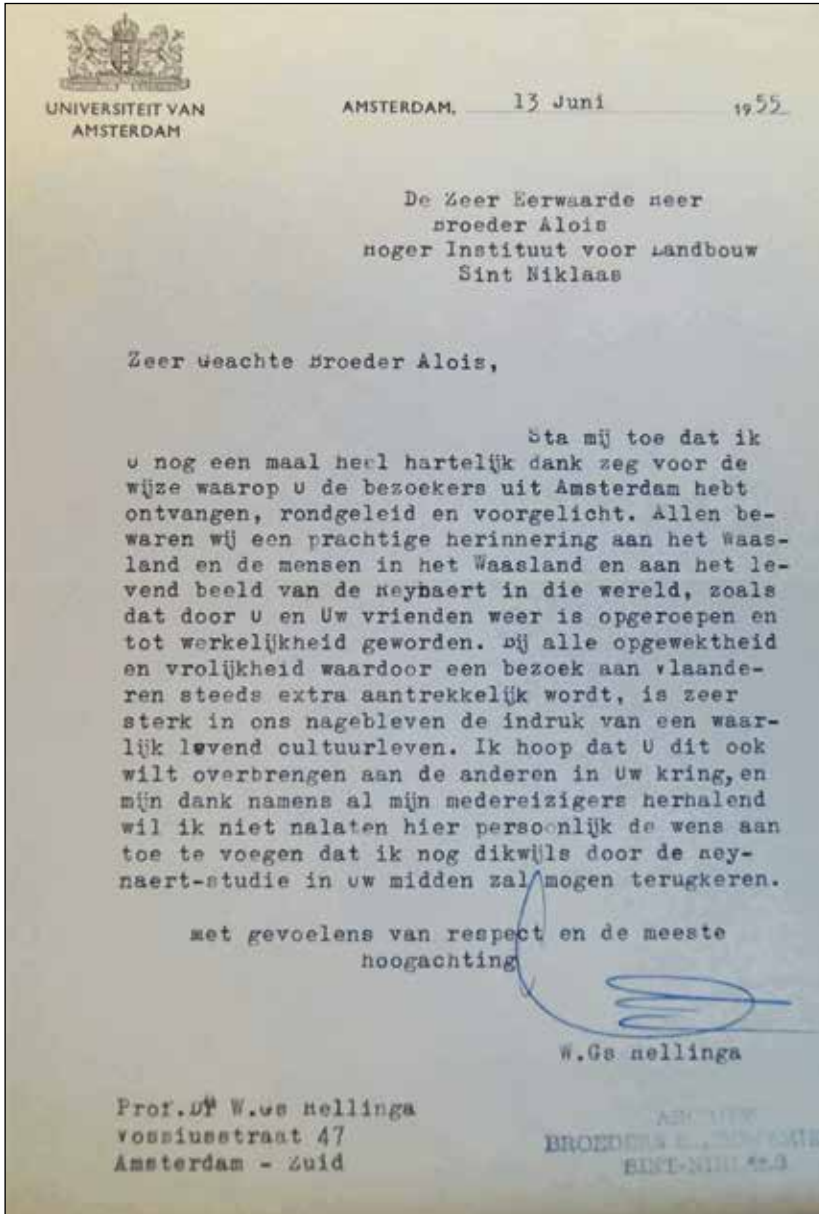 UNIVERSITEIT VAN
AMSTERDAM
AMSTERDAM, 13 Juni 1955
De Zeer Eerwaarde Heer
Broeder Alois
Hoger Instituut voor Landbouw
Sint Niklaas
Zeer Geachte Broeder Alois,
Sta mij toe dat ik
U nog een maal heel hartelijk dank zeg voor de
wijze waarop U de bezoekers uit Amsterdam hebt
ontvangen, rondgeleid en voorgelicht. Allen be-
waren wij een prachtige herinnering aan het Waas-
land en de mensen in het Waasland en aan het le-
vend beeld van de Reynaert in die wereld, zoals
dat door U en Uw vrienden weer is opgeroepen en
tot werkelijkheid geworden. Bij alle opgewektheid
en vrolijkheid waardoor een bezoek aan Vlaande-
ren steeds extra aantrekkelijk wordt, is zeer
sterk in ons nagebleven de indruk van een waar-
lijk levend cultuurleven. Ik hoop dat U dit ook
wilt overbrengen aan de anderen in Uw kring, en
mijn dank namens al mijn medereizigers herhalend
wil ik niet nalaten hier persoonlijk de wens aan
toe te voegen dat ik nog dikwijls door de Rey-
naert-studie in Uw midden zal mogen terugkeren.
met gevoelens van respect en de meeste
hoogachting
W.Gs Hellinga
Prof.Dr W.Gs Hellinga
Vossiusstraat 47
Amsterdam - Zuid
BROEDERS
SINT-NIKLAAS